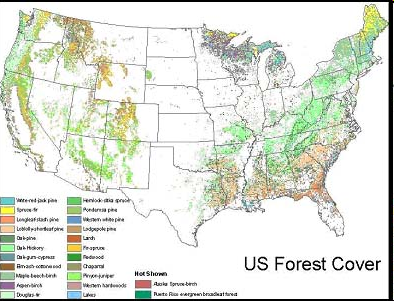 White-red-jack pine
Spruce-fir
Longleaf-slash pine
Loblolly-shortleaf pine
Oak-pine
Oak-Hickory
Oak-gum-cypress
Elm-ash-cottonwood
Maple-beech-birch
Aspen-birch
Douglas-fir
Hemlock-sitka spruce
Ponderosa pine
Western white pine
Lodgepole pine
Larch
Fir-spruce
Redwood
Chaparral
Pinyon-juniper
Western hardwoods
Lakes
Not Shown
Alaska Spruce-birch
Puerto Rico evergreen broadleaf forest
US Forest Cover